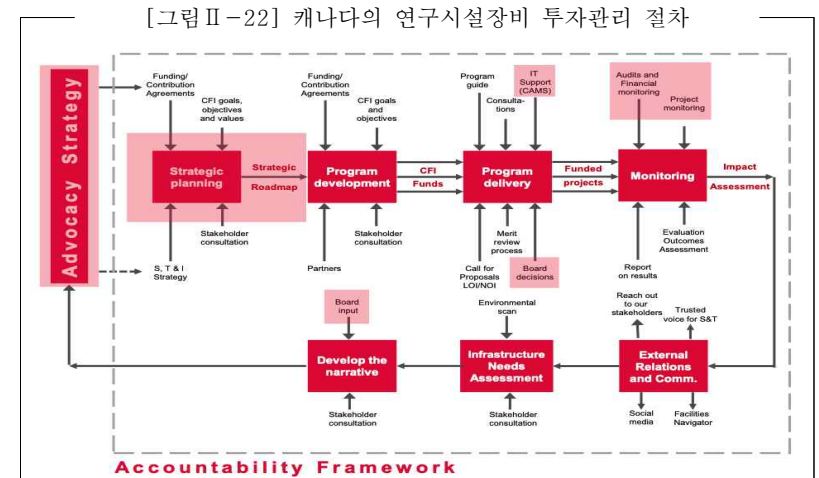 [그림Ⅱ-22] 캐나다의 연구시설장비 투자관리 절차
Advocacy Strategy
Funding/
Contribution
Agreements
CFI goals,
objectives
and values
Strategic
planning
Strategic
Roadmap
Stakeholder
consultation
S, T & I
Strategy
Funding/
Contribution
Agreements
CFI goals
and
objectives
Program
development
CFI
Funds
Partners
Stakeholder
consultation
Program
guide
Consulta-
tions
IT
Support
(CAMS)
Program
delivery
Funded
projects
Call for
Proposals
LOI/NOI
Merit
review
process
Board
decisions
Audits and
Financial
monitoring
Project
monitoring
Monitoring
Impact
Assessment
Report
on results
Evaluation
Outcomes
Assessment
Board
input
Develop the
narrative
Stakeholder
consultation
Environmental
scan
Infrastructure
Needs
Assessment
Stakeholder
consultation
Reach out
to our
stakeholders
Trusted
voice for S&T
External
Relations
and Comm.
Social
media
Facilities
Navigator
Accountability Framework